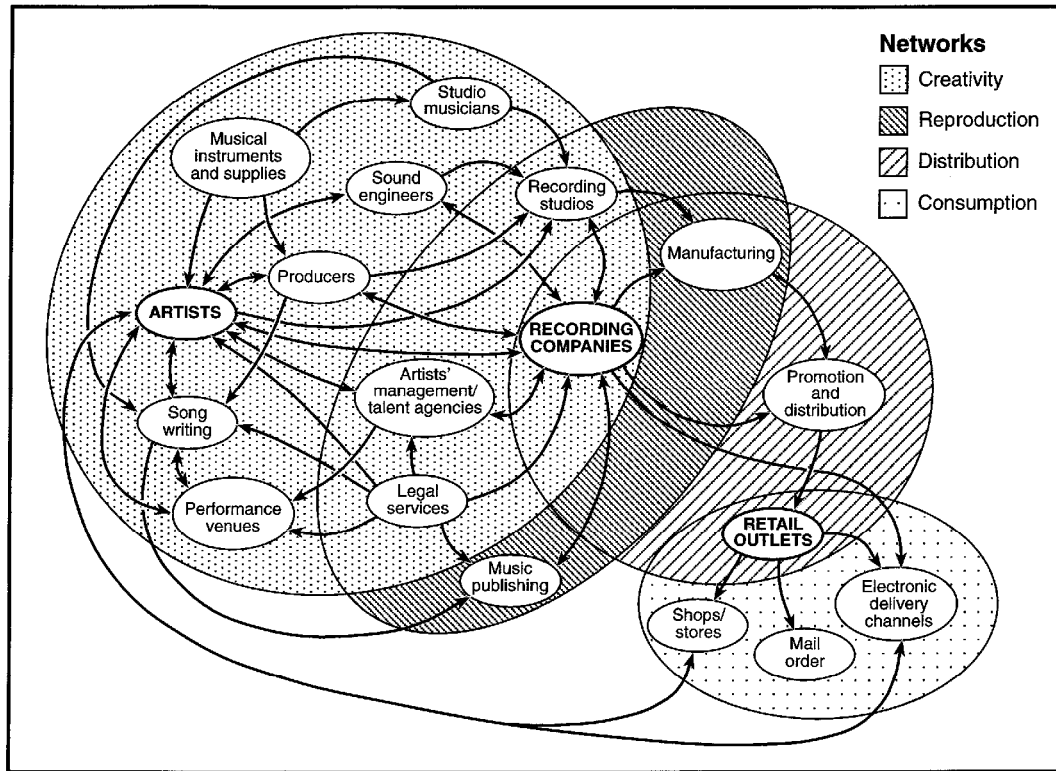 Networks
Creativity
Reproduction
Distribution
Consumption
Studio
musicians
Musical
instruments
and supplies
Sound
engineers
Recording
studios
Manufacturing
Producers
ARTISTS
RECORDING
COMPANIES
Artists'
management/
talent agencies
Promotion
and
distribution
Song
writing
Legal
services
Performance
venues
RETAIL
OUTLETS
Music
publishing
Electronic
delivery
channels
Shops/
stores
Mail
order